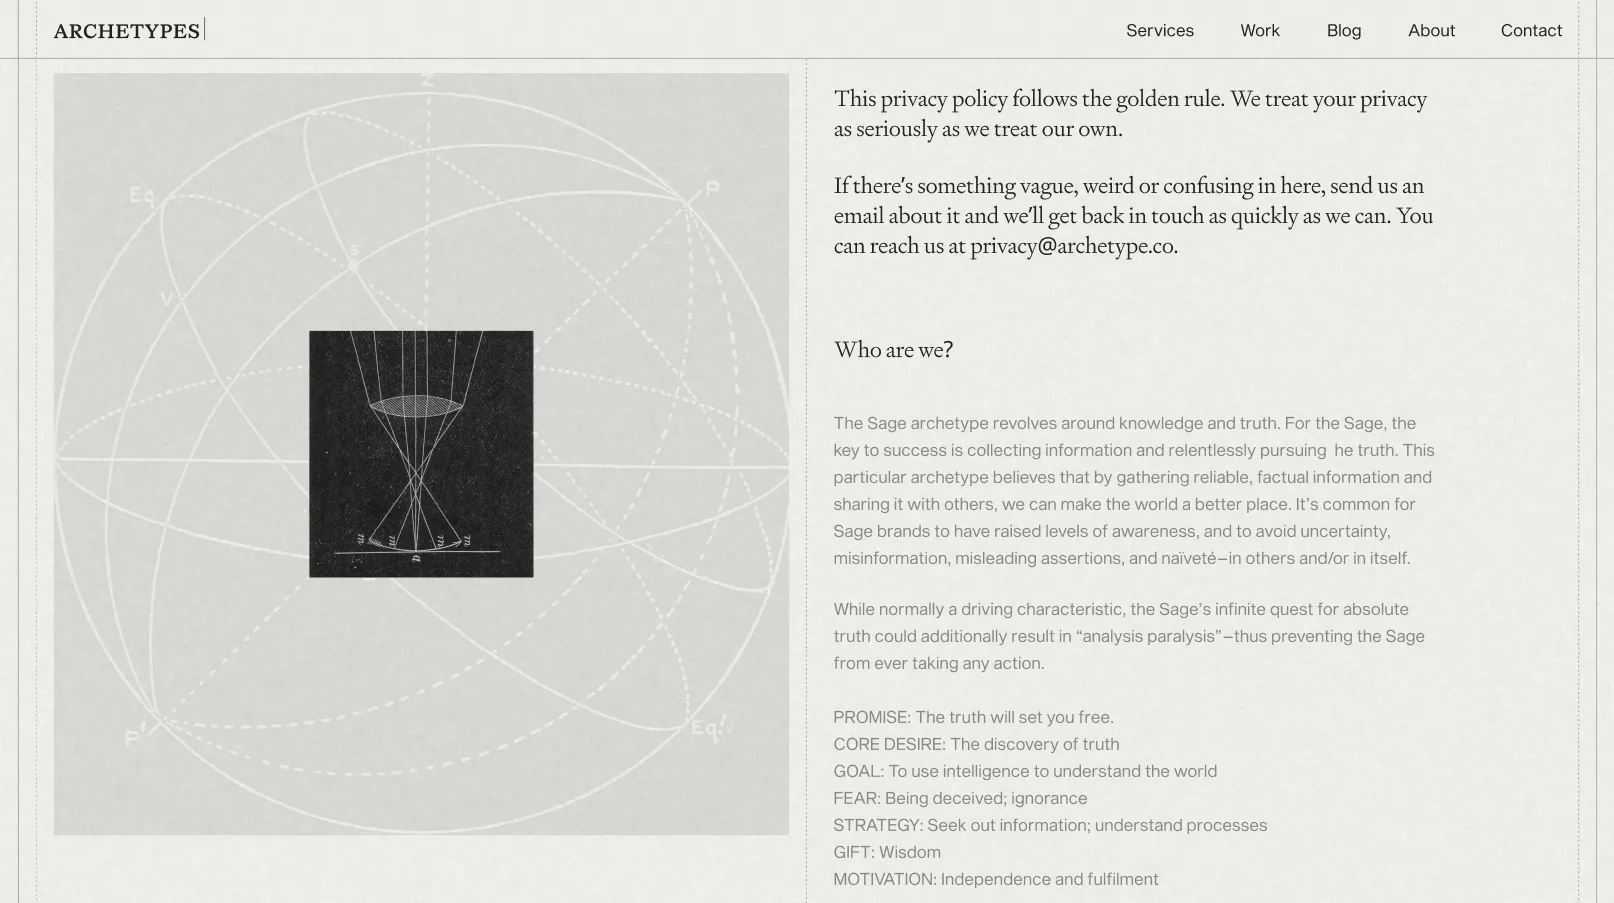 ARCHETYPES
Services
Work
Blog
About
Contact
Z
Eq.
P
S
V
P'
Eq!
m
m
m
m
This privacy policy follows the golden rule. We treat your privacy
as seriously as we treat our own.
If there's something vague, weird or confusing in here, send us an
email about it and we'll get back in touch as quickly as we can. You
can reach us at privacy@archetype.co.
Who are we?
The Sage archetype revolves around knowledge and truth. For the Sage, the
key to success is collecting information and relentlessly pursuing  he truth. This
particular archetype believes that by gathering reliable, factual information and
sharing it with others, we can make the world a better place. It’s common for
Sage brands to have raised levels of awareness, and to avoid uncertainty,
misinformation, misleading assertions, and naïveté—in others and/or in itself.
While normally a driving characteristic, the Sage’s infinite quest for absolute
truth could additionally result in “analysis paralysis”—thus preventing the Sage
from ever taking any action.
PROMISE: The truth will set you free.
CORE DESIRE: The discovery of truth
GOAL: To use intelligence to understand the world
FEAR: Being deceived; ignorance
STRATEGY: Seek out information; understand processes
GIFT: Wisdom
MOTIVATION: Independence and fulfilment